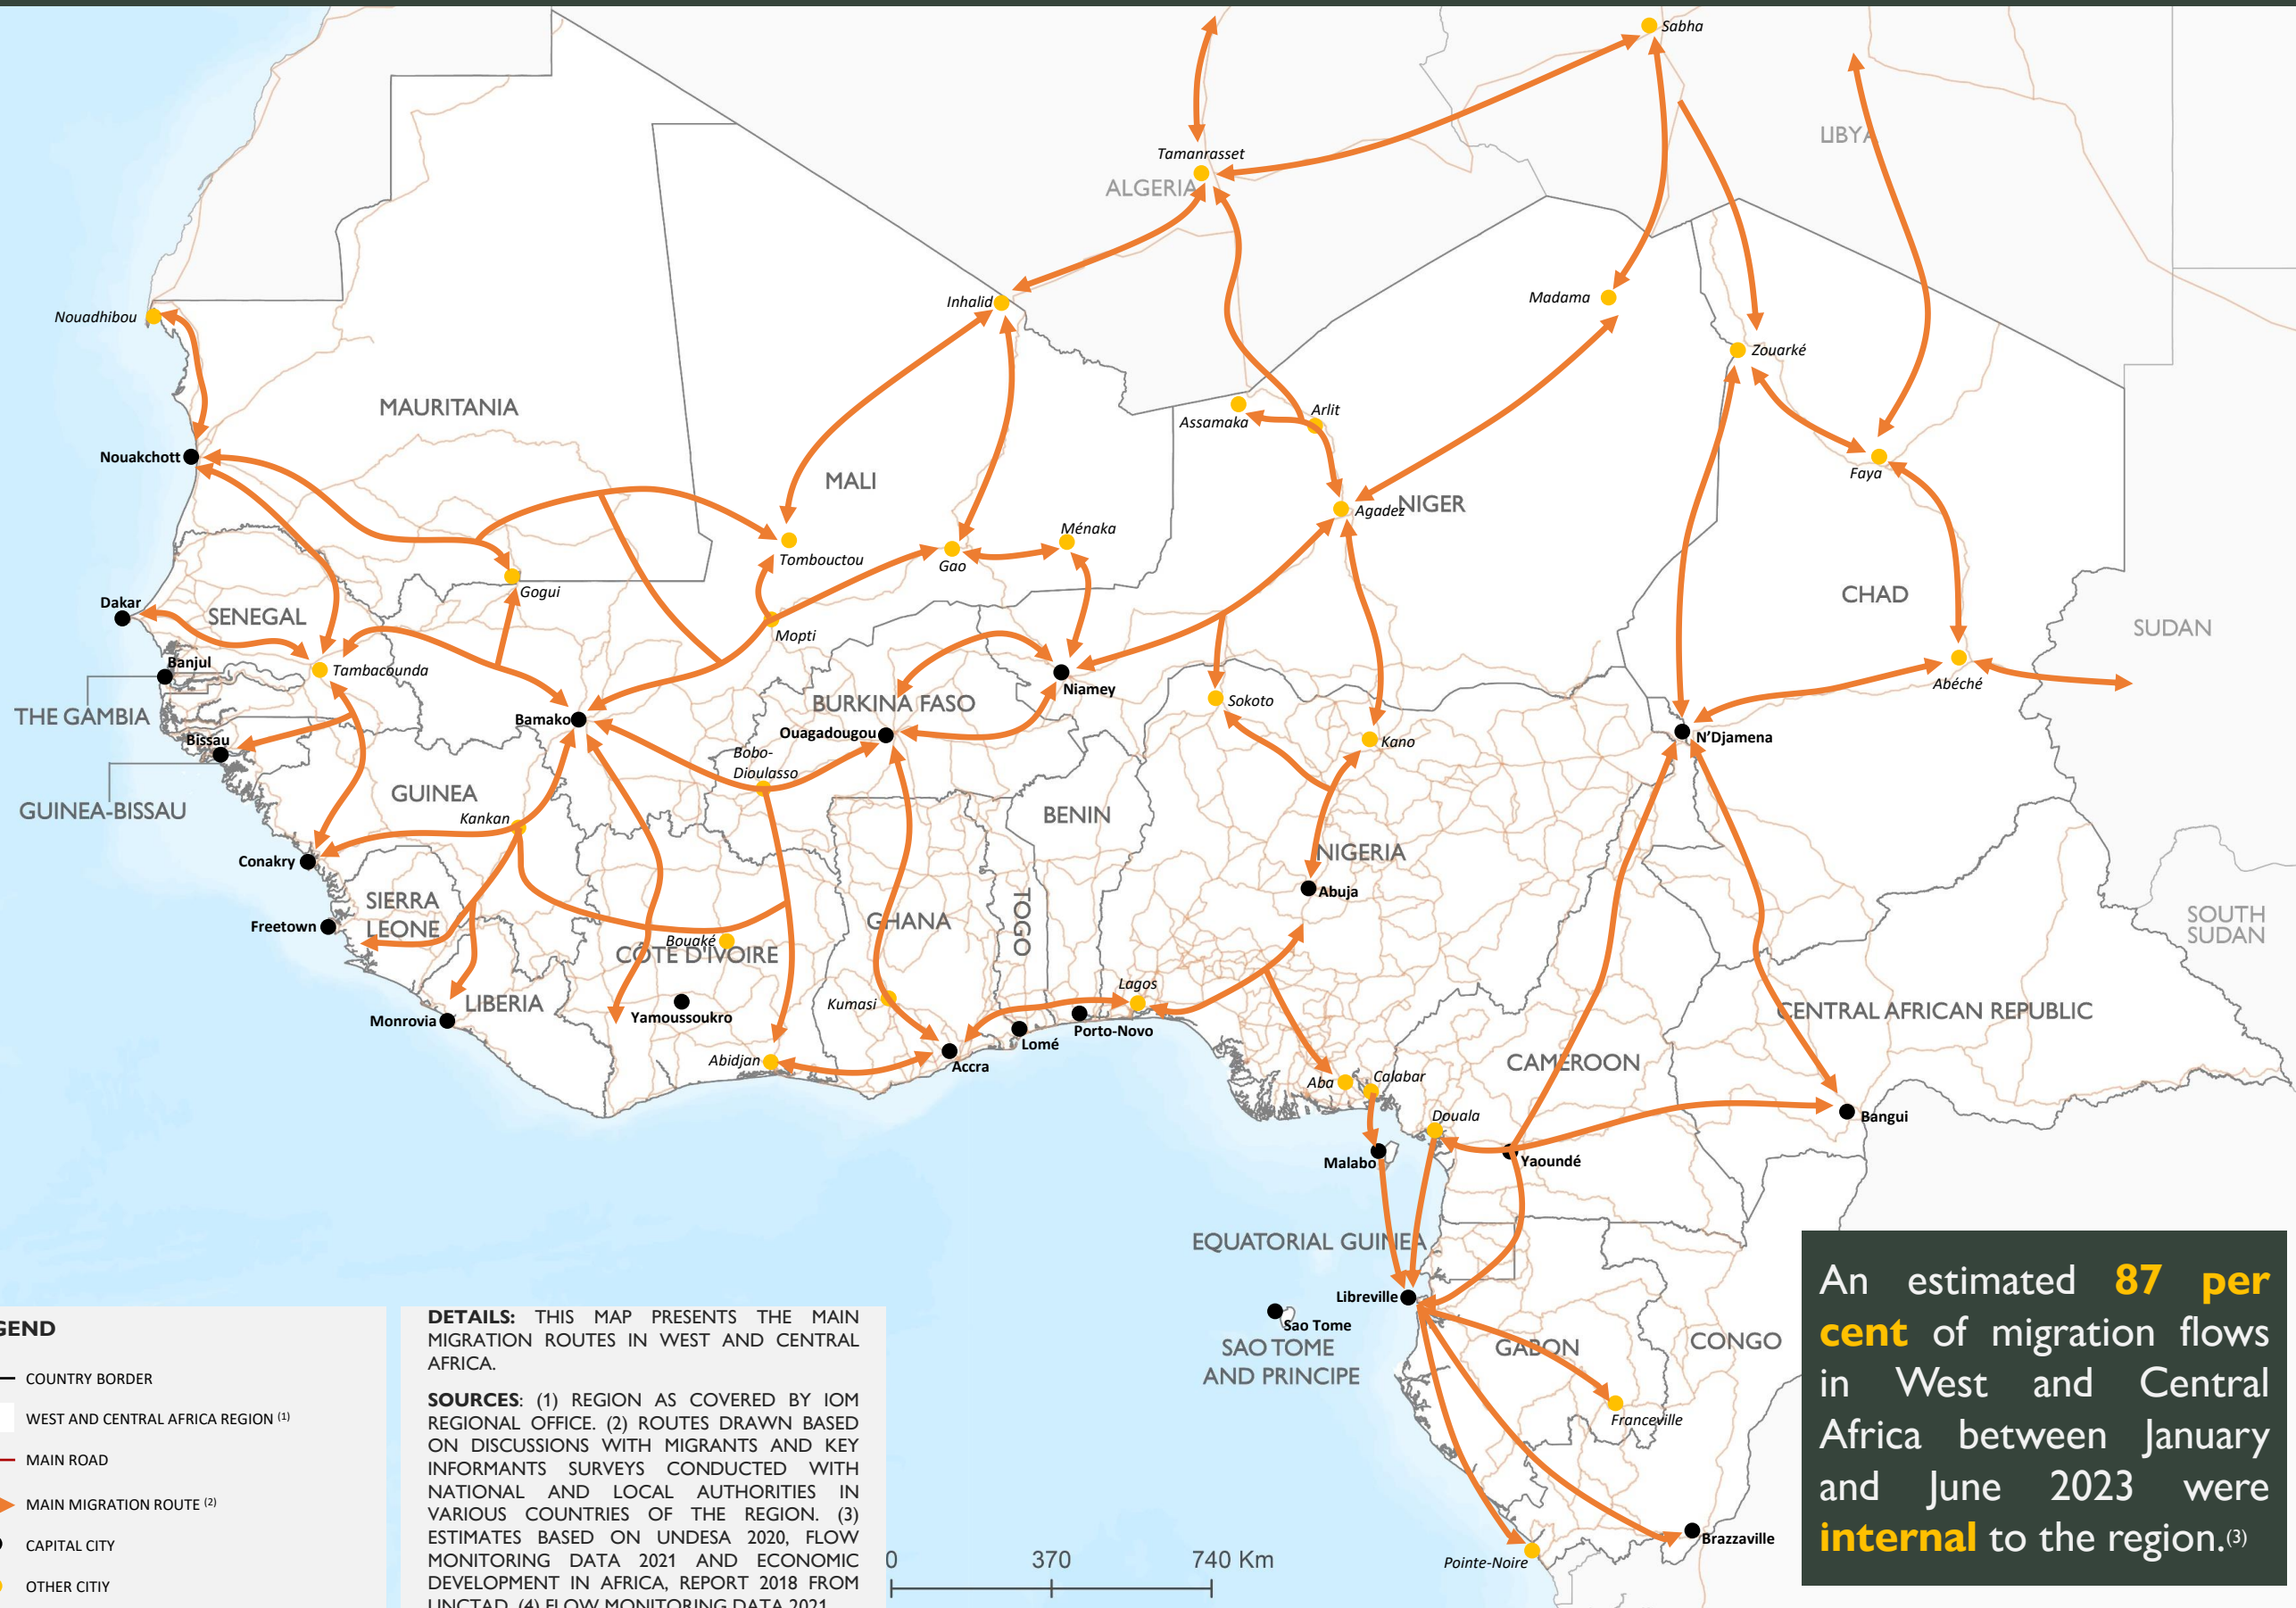 Sabha
LIBYA
Tamanrasset
ALGERIA
Inhalid
Madama
Nouadhibou
Zouarké
MAURITANIA
Assamaka
Arlit
Nouakchott
MALI
Faya
Agadez
NIGER
Ménaka
Tombouctou
Gao
Gogui
CHAD
Dakar
SENEGAL
SUDAN
Mopti
Banjul
Tambacounda
Abéché
Niamey
THE GAMBIA
BURKINA FASO
Sokoto
Bamako
Ouagadougou
Bissau
Kano
N'Djamena
Bobo-
Dioulasso
GUINEA
GUINEA-BISSAU
BENIN
Kankan
NIGERIA
Conakry
Abuja
SIERRA
LEONE
Freetown
GHANA
TOGO
SOUTH
SUDAN
Bouaké
CÔTE D'IVOIRE
Lagos
Kumasi
LIBERIA
Yamoussoukro
Monrovia
Porto-Novo
CENTRAL AFRICAN REPUBLIC
Lomé
Abidjan
Accra
CAMEROON
Aba
Calabar
Douala
Bangui
Malabo
Yaoundé
EQUATORIAL GUINEA
Libreville
Sao Tome
SAO TOME
AND PRINCIPE
GABON
CONGO
Franceville
Brazzaville
Pointe-Noire
GEND
COUNTRY BORDER
WEST AND CENTRAL AFRICA REGION (1)
MAIN ROAD
MAIN MIGRATION ROUTE (2)
CAPITAL CITY
OTHER CITIY
DETAILS: THIS MAP PRESENTS THE MAIN
MIGRATION ROUTES IN WEST AND CENTRAL
AFRICA.
SOURCES: (1) REGION AS COVERED BY IOM
REGIONAL OFFICE. (2) ROUTES DRAWN BASED
ON DISCUSSIONS WITH MIGRANTS AND KEY
INFORMANTS SURVEYS CONDUCTED WITH
NATIONAL AND LOCAL AUTHORITIES IN
VARIOUS COUNTRIES OF THE REGION. (3)
ESTIMATES BASED ON UNDESA 2020, FLOW
MONITORING DATA 2021 AND ECONOMIC
DEVELOPMENT IN AFRICA, REPORT 2018 FROM
UNCTAD. (4) FLOW MONITORING DATA 2021.
0 370 740 Km
An estimated 87 per
cent of migration flows
in West and Central
Africa between January
and June 2023 were
internal to the region.(3)